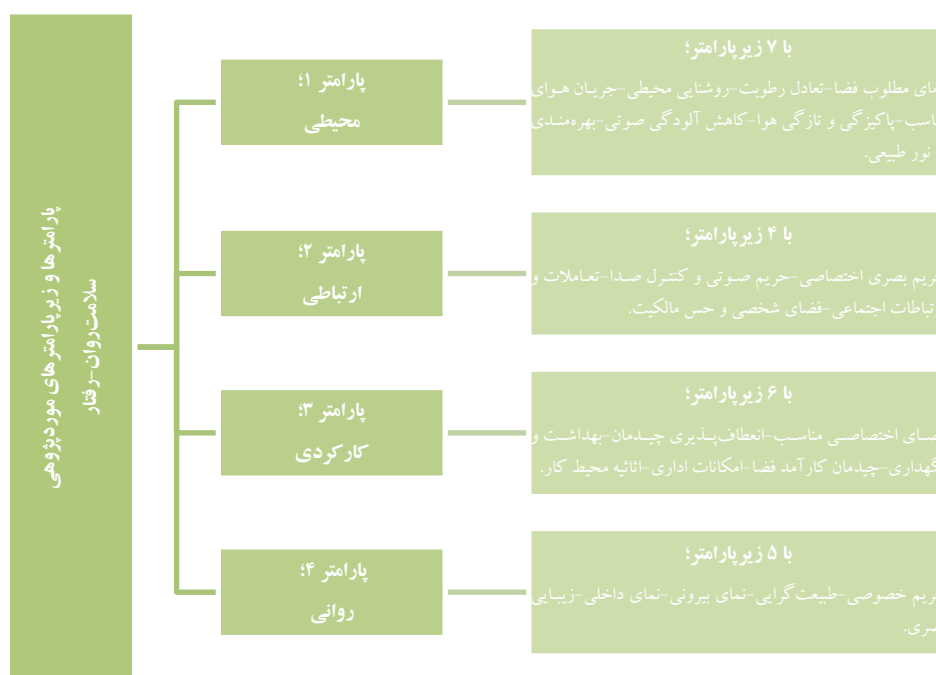 پارامترها و زیرپارامترهای موردپژوهی
سلامت‌روان-رفتار
پارامتر ۱؛
محیطی
با ۷ زیرپارامتر؛
مای مطلوب فضا-تعادل رطوبت-روشنایی محیطی-جریان هوای
اسب-پاکیزگی و تازگی هوا-کاهش آلودگی صوتی-بهره‌مندی
نور طبیعی.
پارامتر ۲؛
ارتباطی
با ۴ زیرپارامتر؛
ریم بصری اختصاصی-حریم صوتی و کنترل صدا-تعاملات و
تباطات اجتماعی-فضای شخصی و حس مالکیت.
پارامتر ۳؛
کارکردی
با ۶ زیرپارامتر؛
ضای اختصاصی مناسب-انعطاف‌پذیری چیدمان-بهداشت و
گهداری-چیدمان کارآمد فضا-امکانات اداری-اثاثیه محیط کار.
پارامتر ۴؛
روانی
با ۵ زیرپارامتر؛
ریم خصوصی-طبیعت‌گرایی-نمای بیرونی-نمای داخلی-زیبایی
صری.